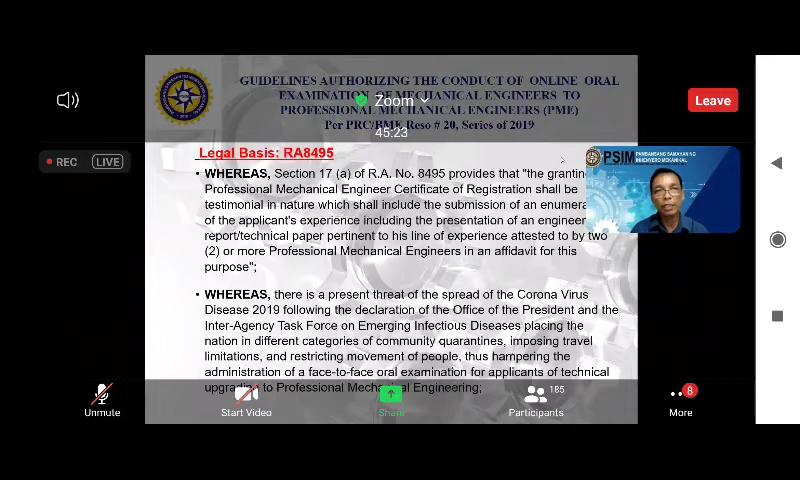 GUIDELINES AUTHORIZING THE CONDUCT OF ONLINE ORAL
EXAMINATION OF MECHANICAL ENGINEERS TO
PROFESSIONAL MECHANICAL ENGINEERS (PME)
Per PRC/BME Reso # 20, Series of 2019
Zoom
45:23
Leave
REC LIVE
Legal Basis: RA8495
PSIM PAMBANSANG SAMAHAN NG
INHENYERO MEKANIKAL
• WHEREAS, Section 17 (a) of R.A. No. 8495 provides that "the grantin
Professional Mechanical Engineer Certificate of Registration shall be
testimonial in nature which shall include the submission of an enumera
of the applicant's experience including the presentation of an engineer
report/technical paper pertinent to his line of experience attested to by two
(2) or more Professional Mechanical Engineers in an affidavit for this
purpose";
• WHEREAS, there is a present threat of the spread of the Corona Virus
Disease 2019 following the declaration of the Office of the President and the
Inter-Agency Task Force on Emerging Infectious Diseases placing the
nation in different categories of community quarantines, imposing travel
limitations, and restricting movement of people, thus hampering the
administration of a face-to-face oral examination for applicants of technical
upgrading to Professional Mechanical Engineering;
185
8
Unmute
Start Video
Share
Participants
More